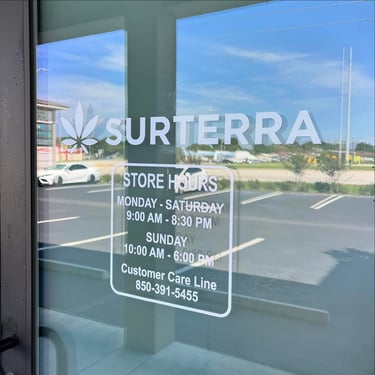 SURTERRA
STORE HOURS
MONDAY - SATURDAY
9:00 AM - 8:30 PM
SUNDAY
10:00 AM - 6:00 PM
Customer Care Line
850-391-5455